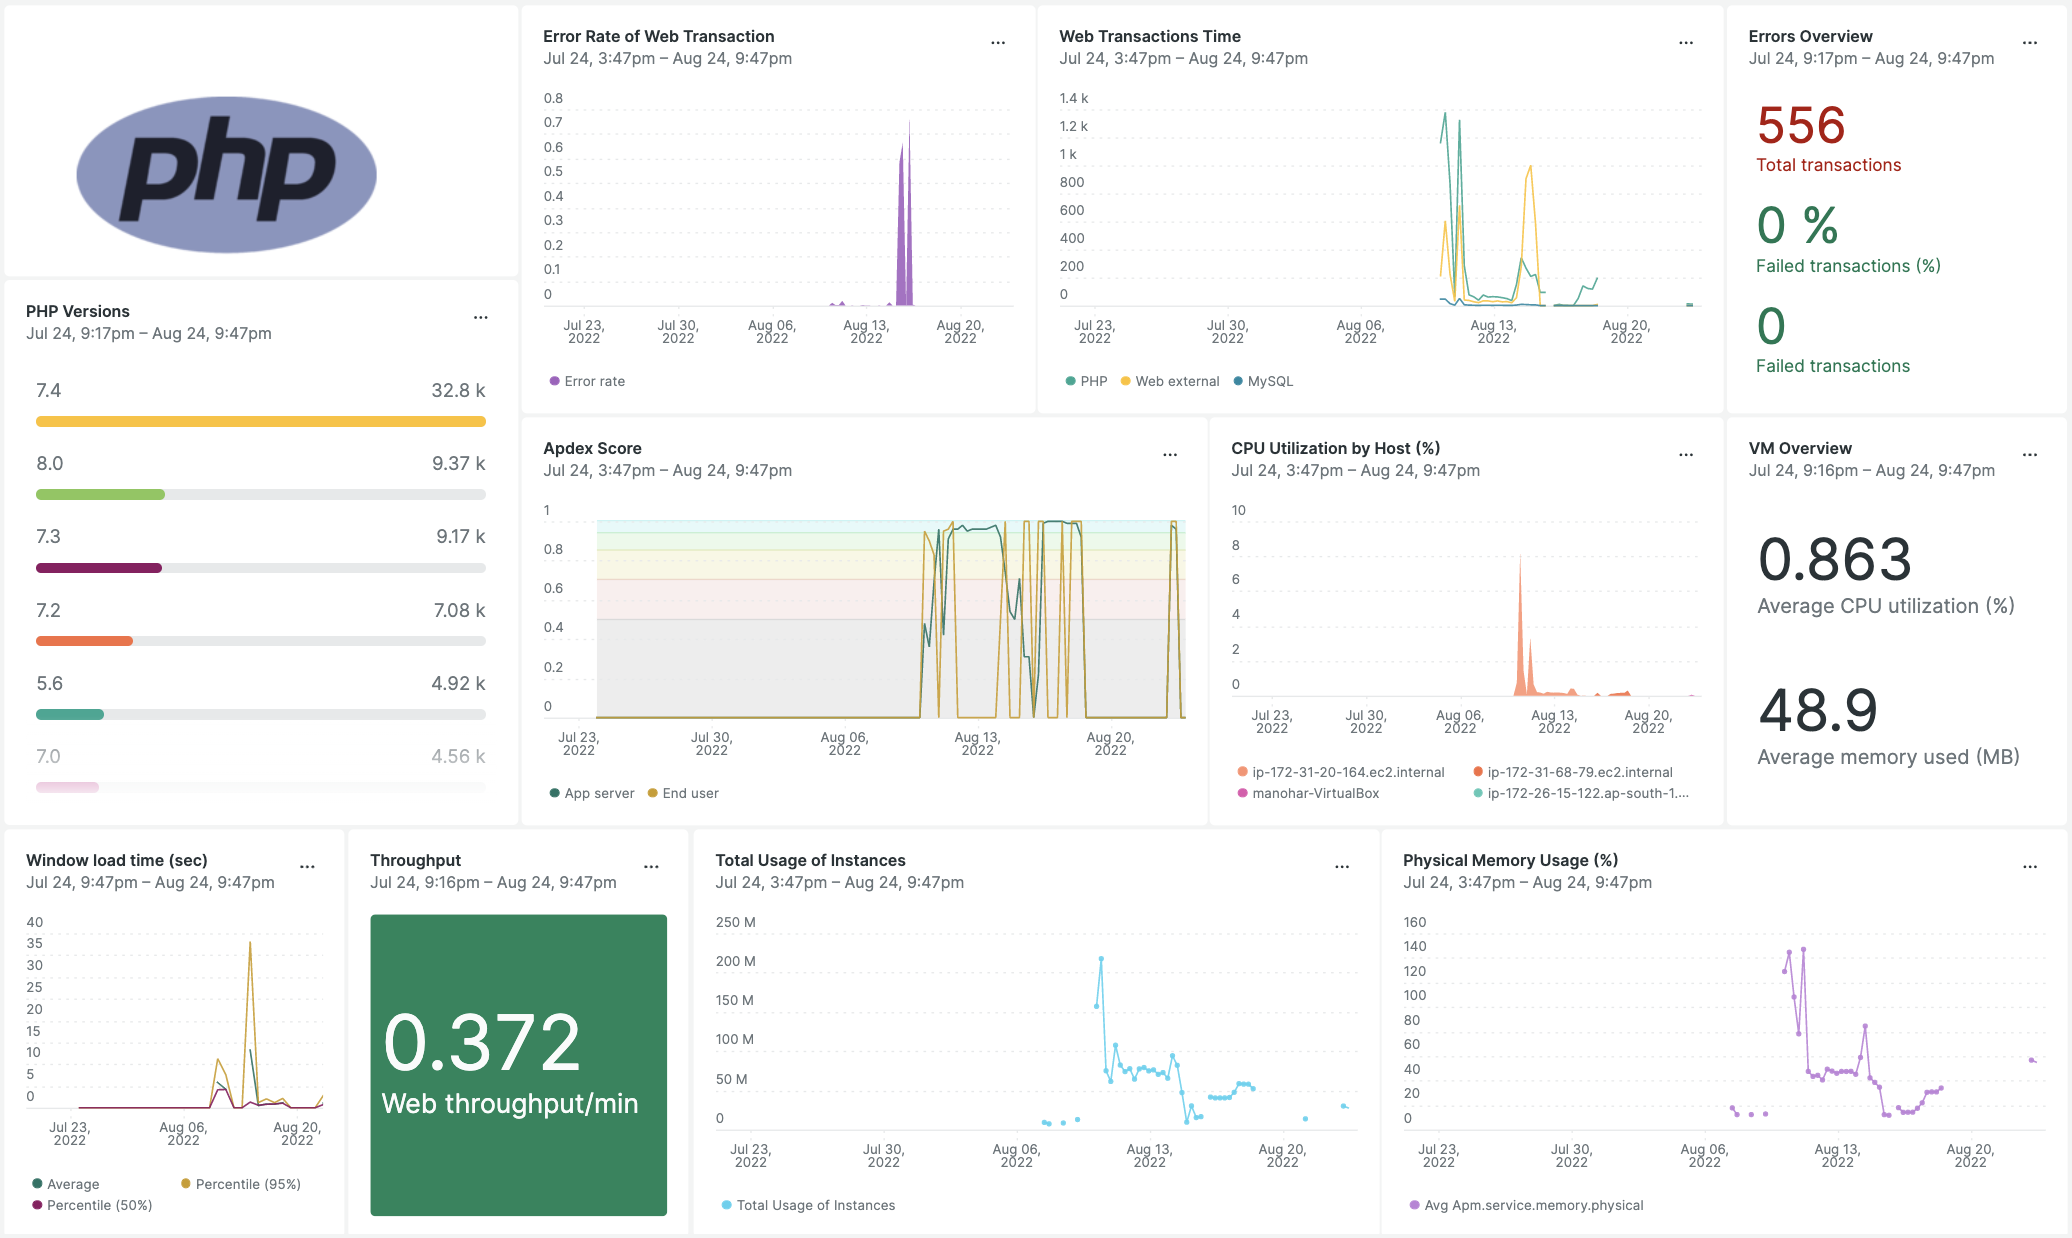 php
PHP Versions
...
Jul 24, 9:17pm – Aug 24, 9:47pm
7.4 32.8 k
8.0 9.37 k
7.3 9.17 k
7.2 7.08 k
5.6 4.92 k
7.0 4.56 k
Error Rate of Web Transaction
...
Jul 24, 3:47pm – Aug 24, 9:47pm
0.8
0.7
0.6
0.5
0.4
0.3
0.2
0.1
0
Jul 23, Jul 30, Aug 06, Aug 13, Aug 20,
2022 2022 2022 2022 2022
Error rate
Web Transactions Time
...
Jul 24, 3:47pm – Aug 24, 9:47pm
1.4 k
1.2 k
1 k
800
600
400
200
0
Jul 23, Jul 30, Aug 06, Aug 13, Aug 20,
2022 2022 2022 2022 2022
PHP Web external MySQL
Errors Overview
...
Jul 24, 9:17pm – Aug 24, 9:47pm
556
Total transactions
0 %
Failed transactions (%)
0
Failed transactions
Apdex Score
...
Jul 24, 3:47pm – Aug 24, 9:47pm
1
0.8
0.6
0.4
0.2
0
Jul 23, Jul 30, Aug 06, Aug 13, Aug 20,
2022 2022 2022 2022 2022
App server End user
CPU Utilization by Host (%)
...
Jul 24, 3:47pm – Aug 24, 9:47pm
10
8
6
4
2
0
Jul 23, Jul 30, Aug 06, Aug 13, Aug 20,
2022 2022 2022 2022 2022
ip-172-31-20-164.ec2.internal ip-172-31-68-79.ec2.internal
manohar-VirtualBox ip-172-26-15-122.ap-south-1....
VM Overview
...
Jul 24, 9:16pm – Aug 24, 9:47pm
0.863
Average CPU utilization (%)
48.9
Average memory used (MB)
Window load time (sec)
...
Jul 24, 9:47pm – Aug 24, 9:47pm
40
35
30
25
20
15
10
5
0
Jul 23, Aug 06, Aug 20,
2022 2022 2022
Average Percentile (95%)
Percentile (50%)
Throughput
...
Jul 24, 9:16pm – Aug 24, 9:47pm
0.372
Web throughput/min
Total Usage of Instances
...
Jul 24, 3:47pm – Aug 24, 9:47pm
250 M
200 M
150 M
100 M
50 M
0
Jul 23, Jul 30, Aug 06, Aug 13, Aug 20,
2022 2022 2022 2022 2022
Total Usage of Instances
Physical Memory Usage (%)
...
Jul 24, 3:47pm – Aug 24, 9:47pm
160
140
120
100
80
60
40
20
0
Jul 23, Jul 30, Aug 06, Aug 13, Aug 20,
2022 2022 2022 2022 2022
Avg Apm.service.memory.physical